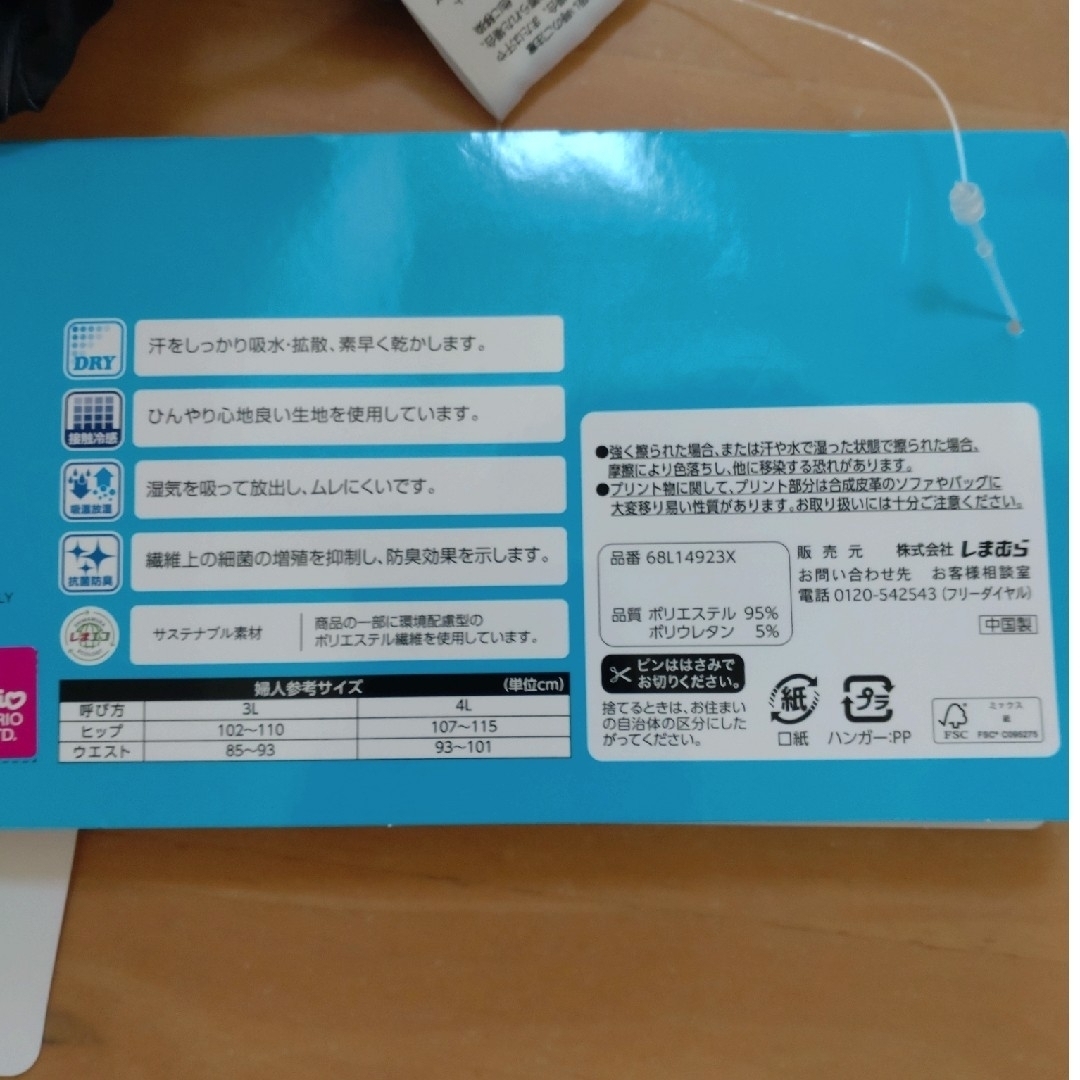 DRY
汗をしっかり吸水・拡散、素早く乾かします。
接触冷感
ひんやり心地良い生地を使用しています。
吸湿放湿
湿気を吸って放出し、ムレにくいです。
抗菌防臭
繊維上の細菌の増殖を抑制し、防臭効果を示します。
しまエコ
サステナブル素材
商品の一部に環境配慮型の
ポリエステル繊維を使用しています。
婦人参考サイズ (単位cm)
呼び方 3L 4L
ヒップ 102〜110 107〜115
ウエスト 85〜93 93〜101
●強く擦られた場合、または汗や水で湿った状態で擦られた場合、
摩擦により色落ちし、他に移染する恐れがあります。
●プリント物に関して、プリント部分は合成皮革のソファやバッグに
大変移り易い性質があります。お取り扱いには十分ご注意ください。
品番 68L14923X
品質 ポリエステル 95%
ポリウレタン 5%
販売元 株式会社 しまむら
お問い合わせ先 お客様相談室
電話 0120-542543 (フリーダイヤル)
中国製
ピンははさみで
お切りください。
捨てるときは、お住まい
の自治体の区分にした
がってください。
紙
口紙
プラ
ハンガー:PP
FSC
ミックス
紙
FSC® C095275